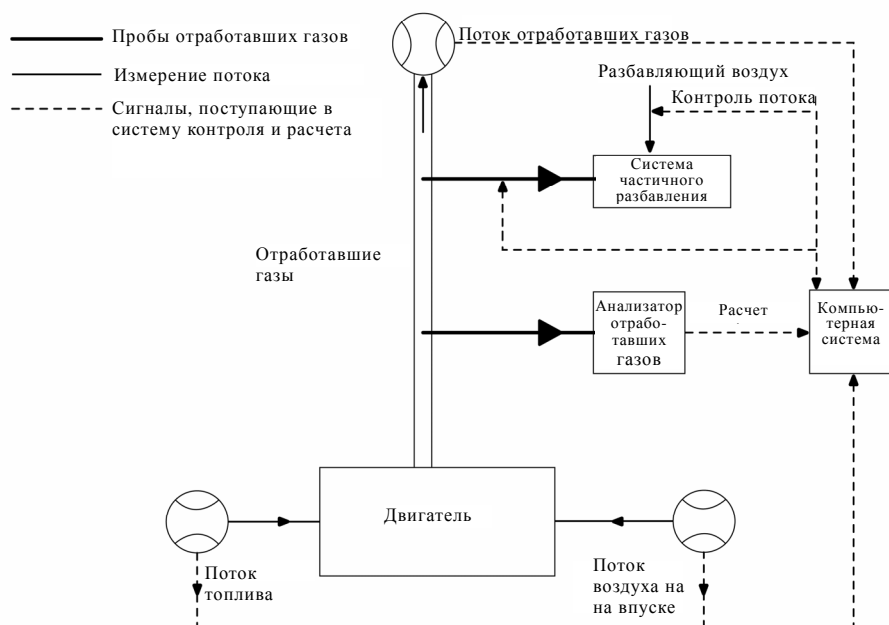 Пробы отработавших газов
Измерение потока
Сигналы, поступающие в
систему контроля и расчета
Поток отработавших газов
Разбавляющий воздух
Контроль потока
Система
частичного
разбавления
Отработавшие
газы
Анализатор
отрабо-
тавших
газов
Расчет
Компью-
терная
система
Двигатель
Поток
топлива
Поток
воздуха на
на впуске